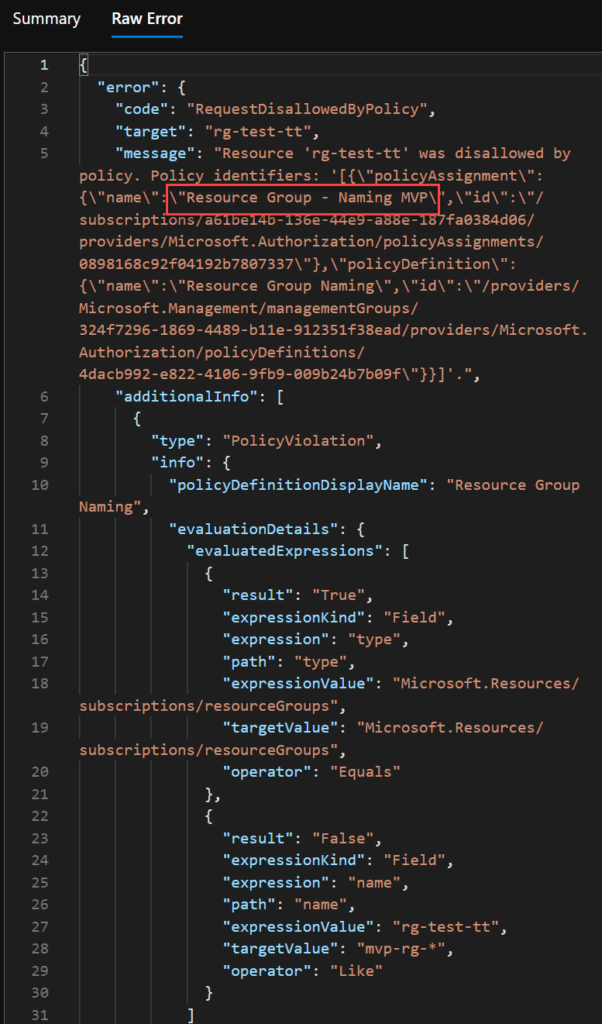 Summary Raw Error
1 {
2 "error": {
3 "code": "RequestDisallowedByPolicy",
4 "target": "rg-test-tt",
5 "message": "Resource 'rg-test-tt' was disallowed by
policy. Policy identifiers: '[{\"policyAssignment\":
{\"name\":\"Resource Group - Naming MVP\",\"id\":\"/
subscriptions/a61be14b-136e-44e9-a88e-187fa0384d06/
providers/Microsoft.Authorization/policyAssignments/
0898168c92f04192b7807337\"},\"policyDefinition\":
{\"name\":\"Resource Group Naming\",\"id\":\"/providers/
Microsoft.Management/managementGroups/
324f7296-1869-4489-b11e-912351f38ead/providers/Microsoft.
Authorization/policyDefinitions/
4dacb992-e822-4106-9fb9-009b24b7b09f\"}}]'.",
6 "additionalInfo": [
7 {
8 "type": "PolicyViolation",
9 "info": {
10 "policyDefinitionDisplayName": "Resource Group
Naming",
11 "evaluationDetails": {
12 "evaluatedExpressions": [
13 {
14 "result": "True",
15 "expressionKind": "Field",
16 "expression": "type",
17 "path": "type",
18 "expressionValue": "Microsoft.Resources/
subscriptions/resourceGroups",
19 "targetValue": "Microsoft.Resources/
subscriptions/resourceGroups",
20 "operator": "Equals"
21 },
22 {
23 "result": "False",
24 "expressionKind": "Field",
25 "expression": "name",
26 "path": "name",
27 "expressionValue": "rg-test-tt",
28 "targetValue": "mvp-rg-*",
29 "operator": "Like"
30 }
31 ]